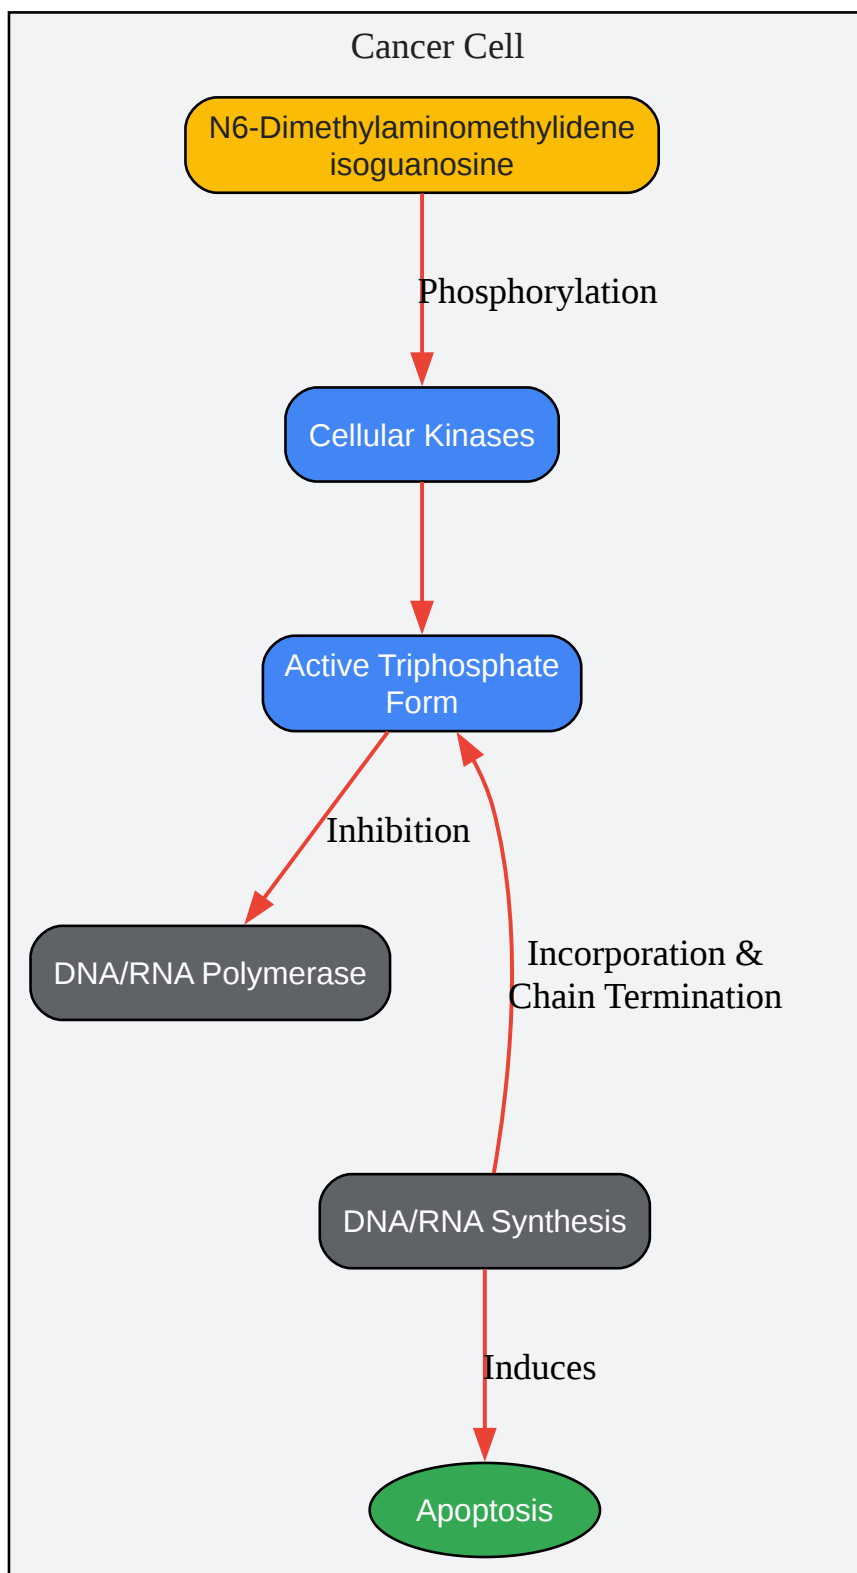 Cancer Cell
N6-Dimethylaminomethylidene
isoguanosine
Phosphorylation
Cellular Kinases
Active Triphosphate
Form
Inhibition
DNA/RNA Polymerase
Incorporation &
Chain Termination
DNA/RNA Synthesis
Induces
Apoptosis